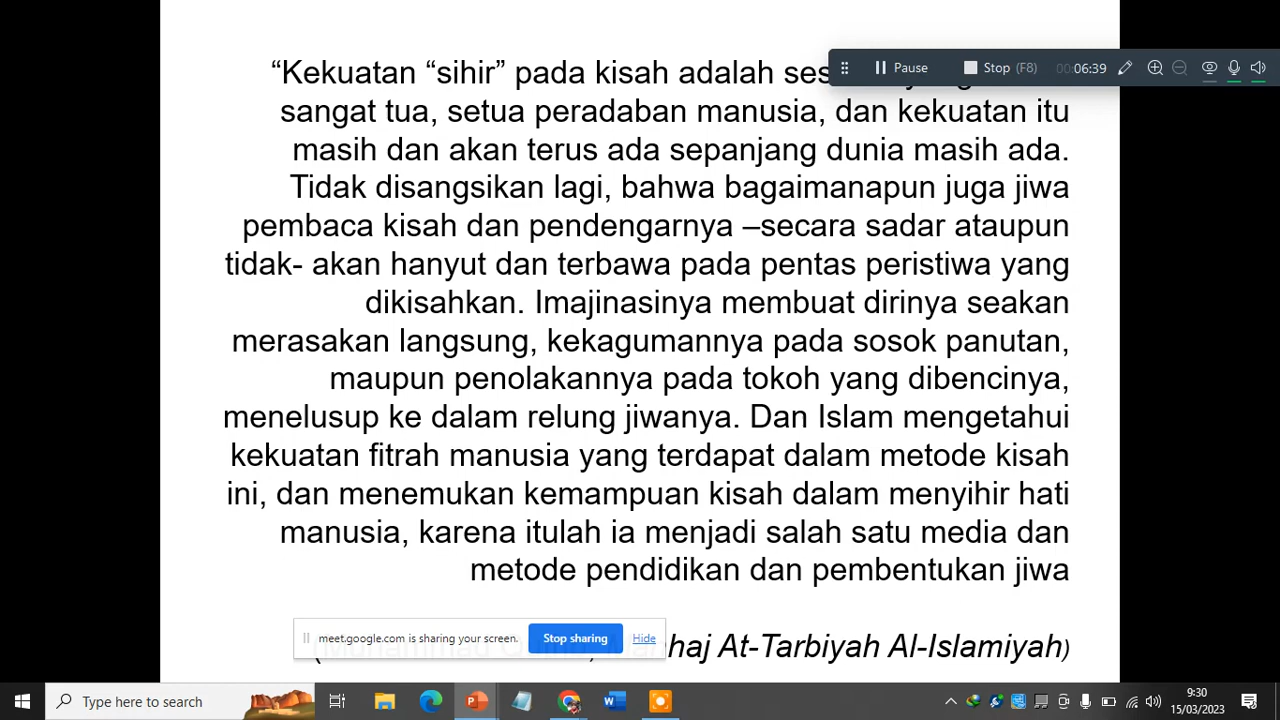 “Kekuatan “sihir” pada kisah adalah
Pause
Stop (F8)
00:06:39
sangat tua, setua peradaban manusia, dan kekuatan itu
masih dan akan terus ada sepanjang dunia masih ada.
Tidak disangsikan lagi, bahwa bagaimanapun juga jiwa
pembaca kisah dan pendengarnya –secara sadar ataupun
tidak- akan hanyut dan terbawa pada pentas peristiwa yang
dikisahkan. Imajinasinya membuat dirinya seakan
merasakan langsung, kekagumannya pada sosok panutan,
maupun penolakannya pada tokoh yang dibencinya,
menelusup ke dalam relung jiwanya. Dan Islam mengetahui
kekuatan fitrah manusia yang terdapat dalam metode kisah
ini, dan menemukan kemampuan kisah dalam menyihir hati
manusia, karena itulah ia menjadi salah satu media dan
metode pendidikan dan pembentukan jiwa
meet.google.com is sharing your screen.
Stop sharing
Hide
At-Tarbiyah Al-Islamiyah)
Type here to search
9:30
15/03/2023